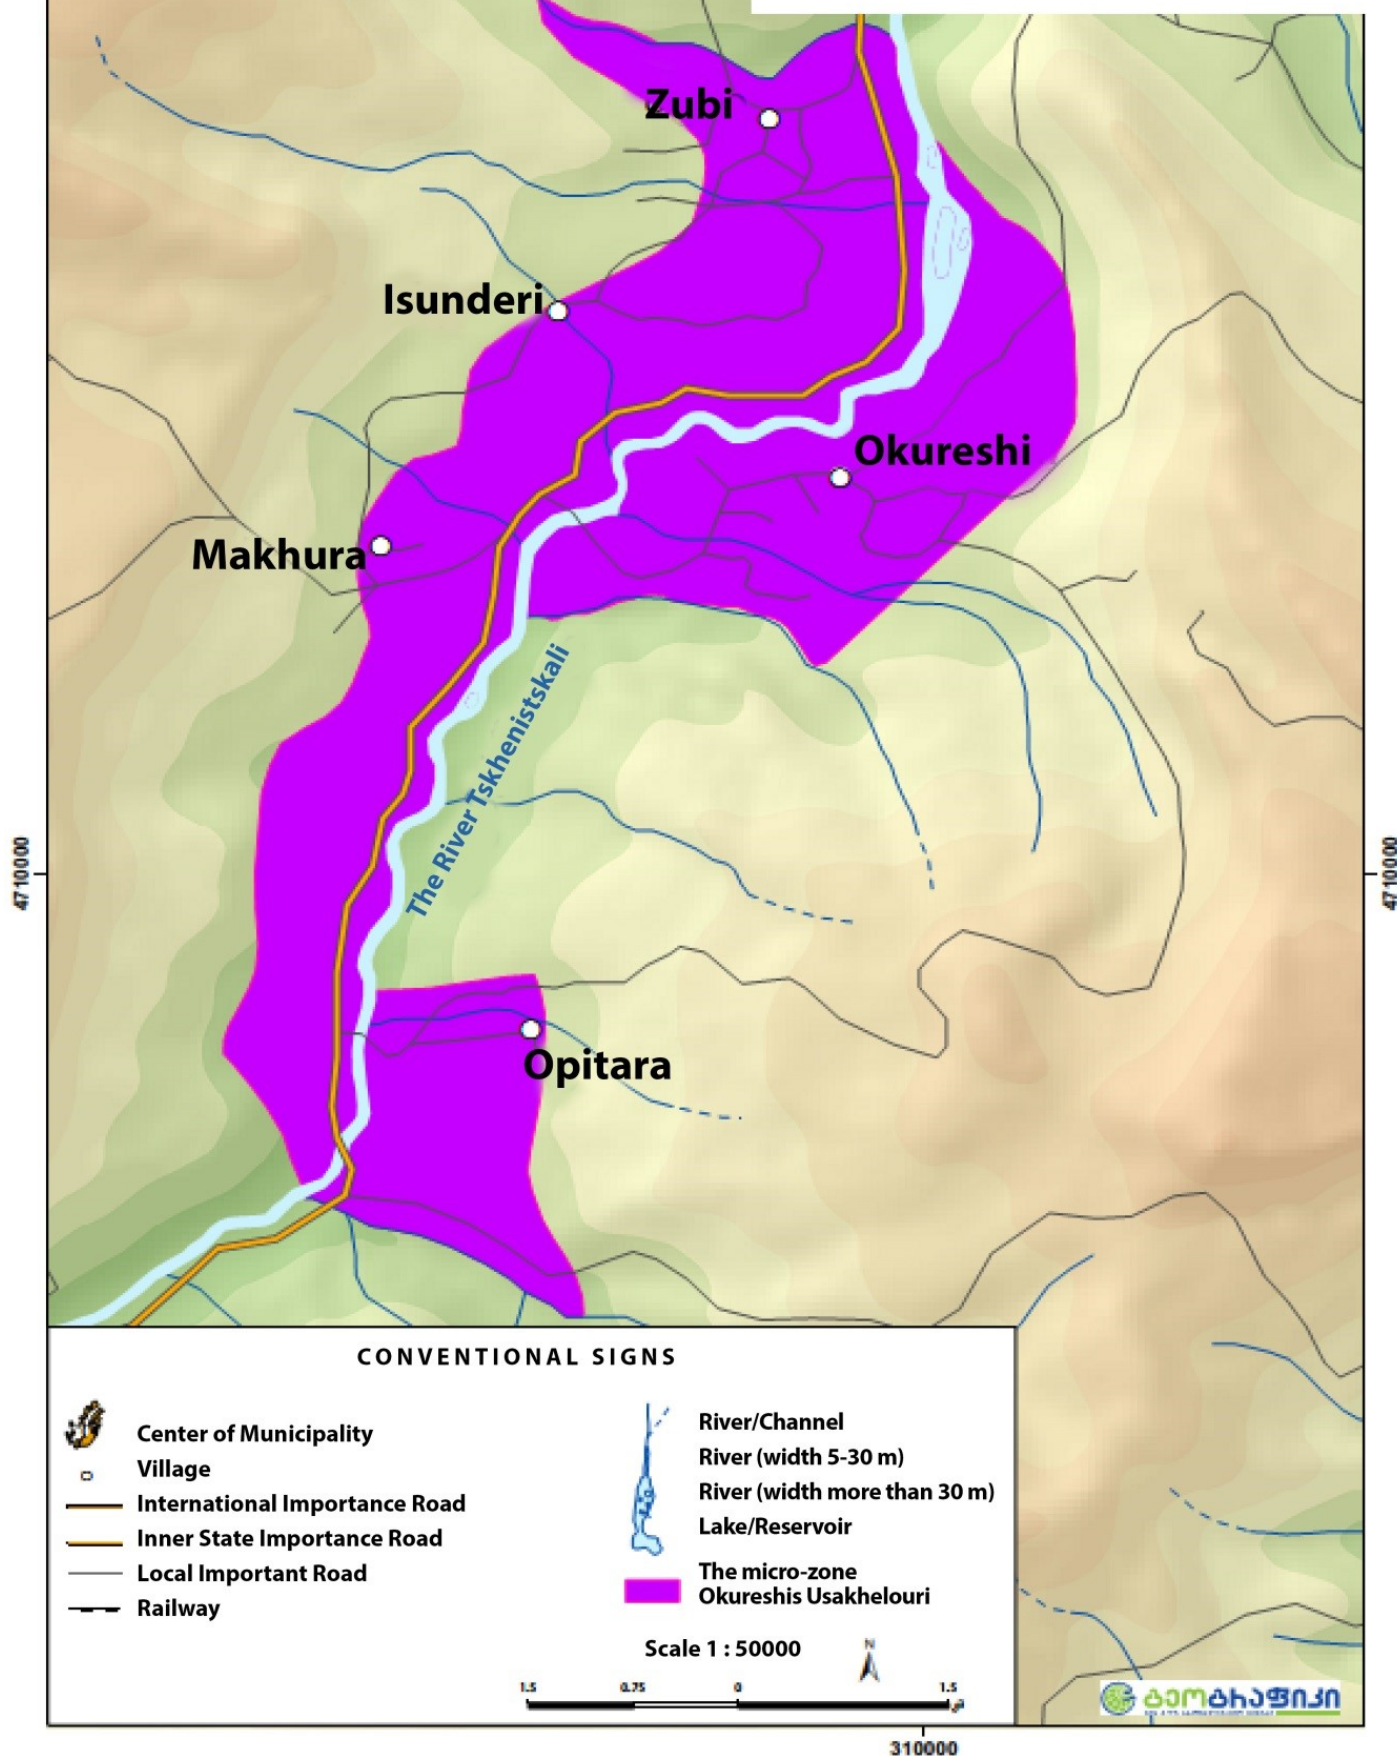 Zubi
Isunderi
Okureshi
Makhura
The River Tskhenistskali
4710000
4710000
Opitara
CONVENTIONAL SIGNS
Center of Municipality
Village
International Importance Road
Inner State Importance Road
Local Important Road
Railway
River/Channel
River (width 5-30 m)
River (width more than 30 m)
Lake/Reservoir
The micro-zone
Okureshis Usakhelouri
Scale 1 : 50000
N
1.5 0.75 0 1.5
გეოგრაფიკი
310000